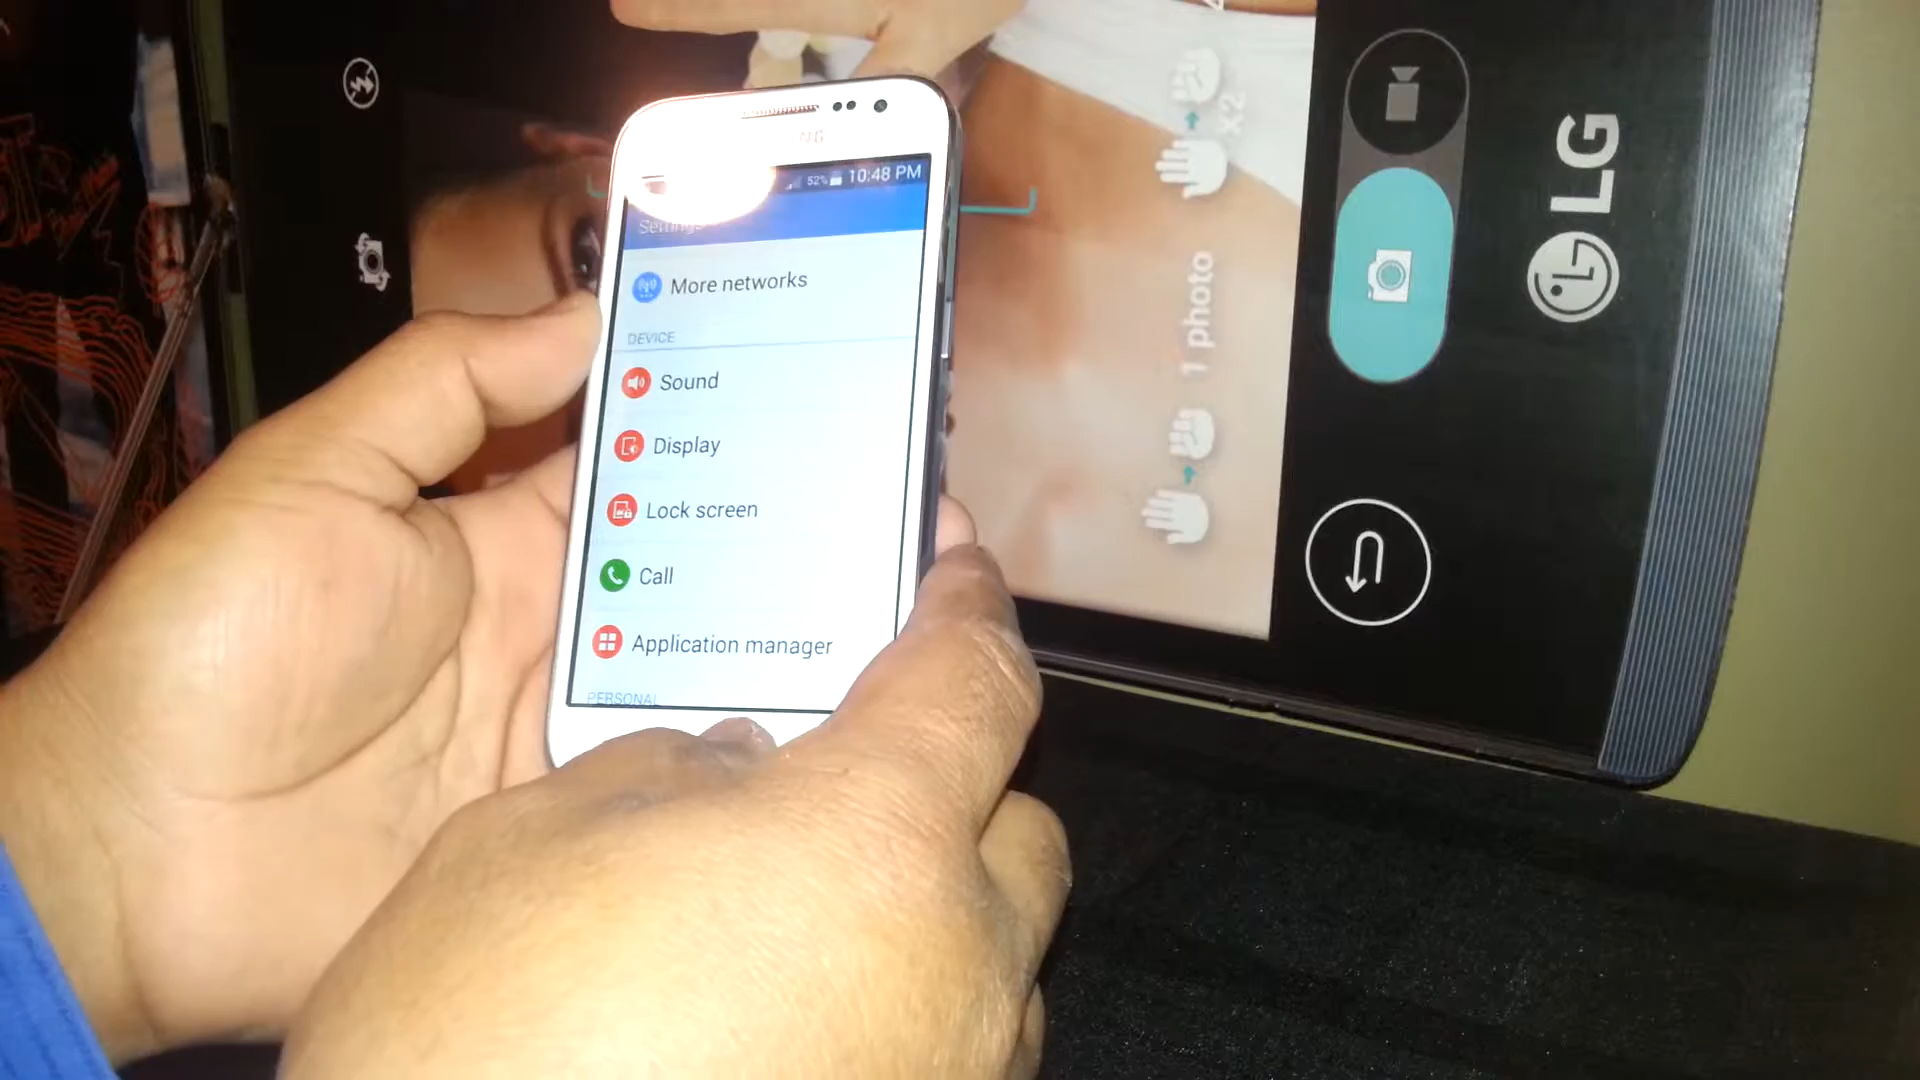 52% 10:48 PM
Settings
More networks
DEVICE
Sound
Display
Lock screen
Call
Application manager
PERSONAL
X2
1 photo
LG